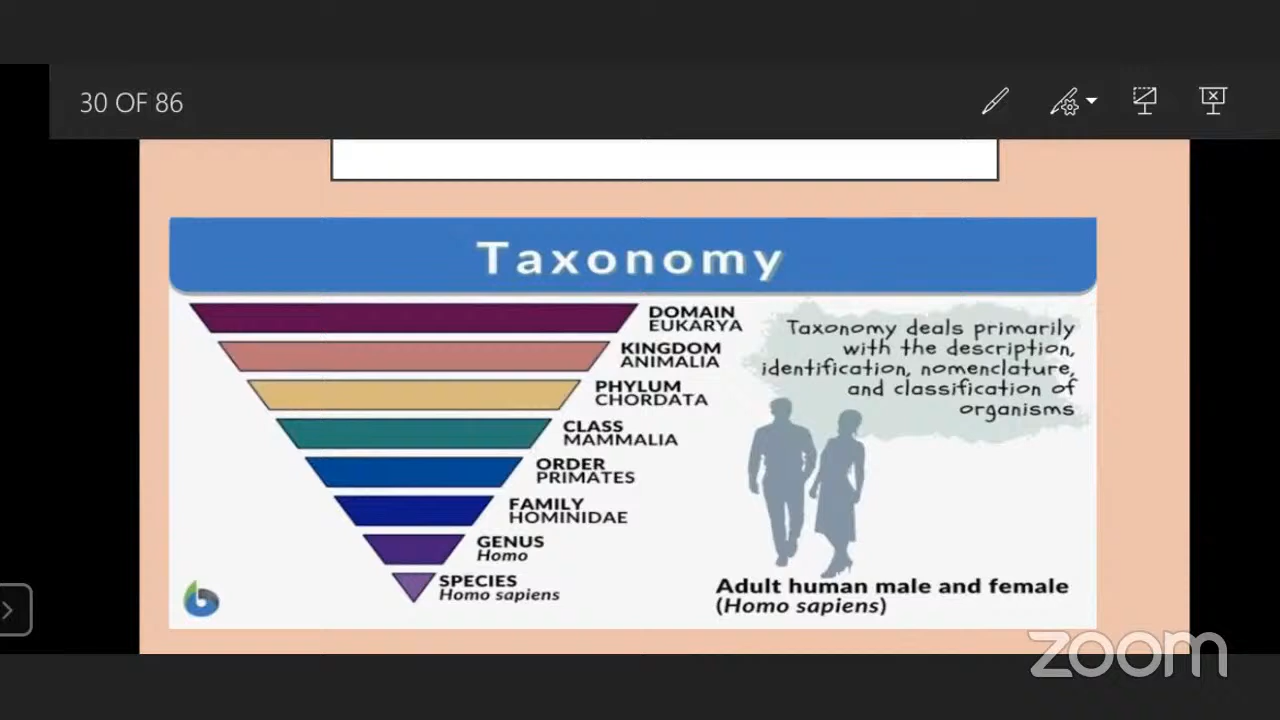 30 OF 86
Taxonomy
DOMAIN
EUKARYA
KINGDOM
ANIMALIA
PHYLUM
CHORDATA
CLASS
MAMMALIA
ORDER
PRIMATES
FAMILY
HOMINIDAE
GENUS
Homo
SPECIES
Homo sapiens
Taxonomy deals primarily
with the description,
identification, nomenclature,
and classification of
organisms
Adult human male and female
(Homo sapiens)
zoom